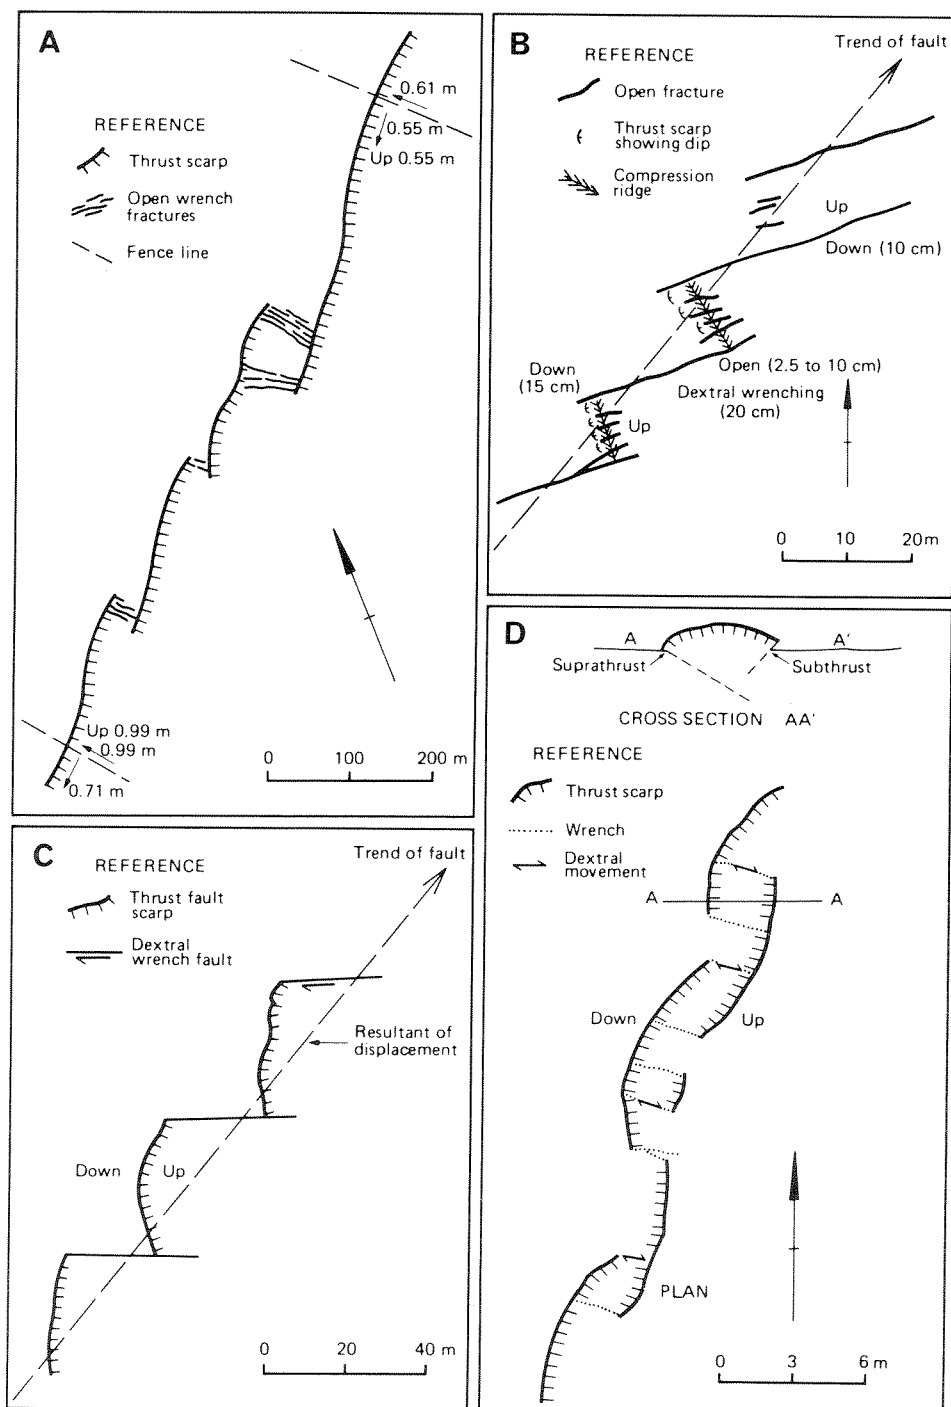 A
REFERENCE
Thrust scarp
Open wrench
fractures
Fence line
0.61 m
0.55 m
Up 0.55 m
Up 0.99 m
0.99 m
0.71 m
0 100 200 m
B
REFERENCE
Open fracture
Thrust scarp
showing dip
Compression
ridge
Trend of fault
Up
Down (10 cm)
Down
(15 cm)
Open (2.5 to 10 cm)
Dextral wrenching
(20 cm)
Up
0 10 20m
C
REFERENCE
Thrust fault
scarp
Dextral
wrench fault
Trend of fault
Resultant of
displacement
Down Up
0 20 40 m
D
A A'
Suprathrust Subthrust
CROSS SECTION AA'
REFERENCE
Thrust scarp
Wrench
Dextral
movement
A A
Down Up
PLAN
0 3 6 m